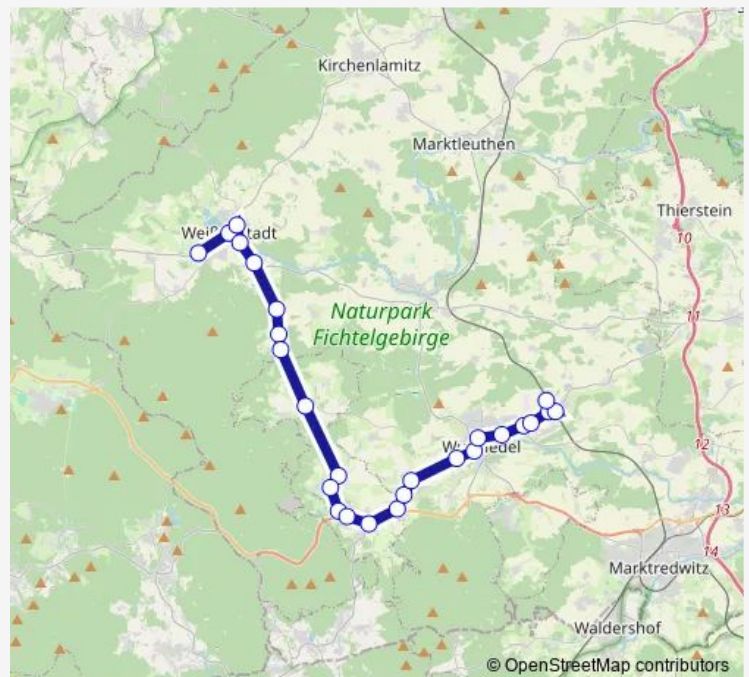 Kirchenlamitz
Marktleuthen
Thierstein
10
Naturpark
Fichtelgebirge
11
12
13
Marktredwitz
14
Waldershof
© OpenStreetMap contributors